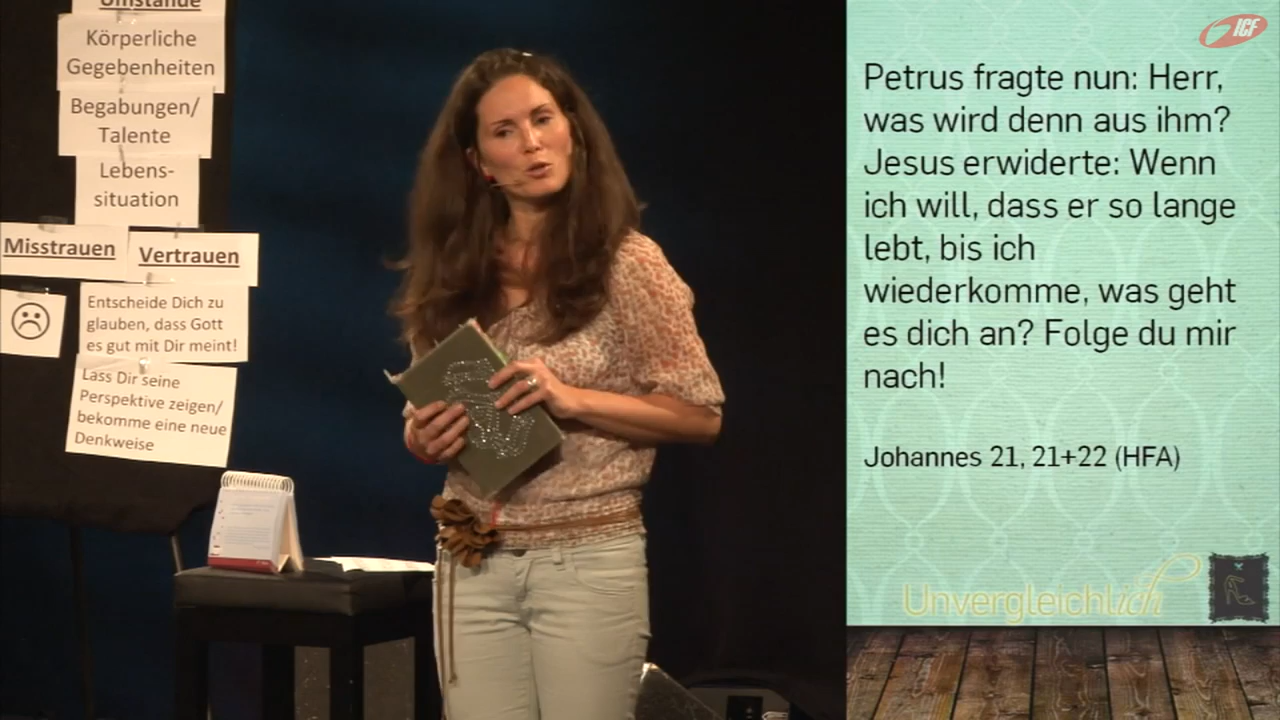 Umstände
Körperliche
Gegebenheiten
Begabungen/
Talente
Lebens-
situation
Misstrauen
Vertrauen
Entscheide Dich zu
glauben, dass Gott
es gut mit Dir meint!
Lass Dir seine
Perspektive zeigen/
bekomme eine neue
Denkweise
ICF
Petrus fragte nun: Herr,
was wird denn aus ihm?
Jesus erwiderte: Wenn
ich will, dass er so lange
lebt, bis ich
wiederkomme, was geht
es dich an? Folge du mir
nach!
Johannes 21, 21+22 (HFA)
Unvergleichlich